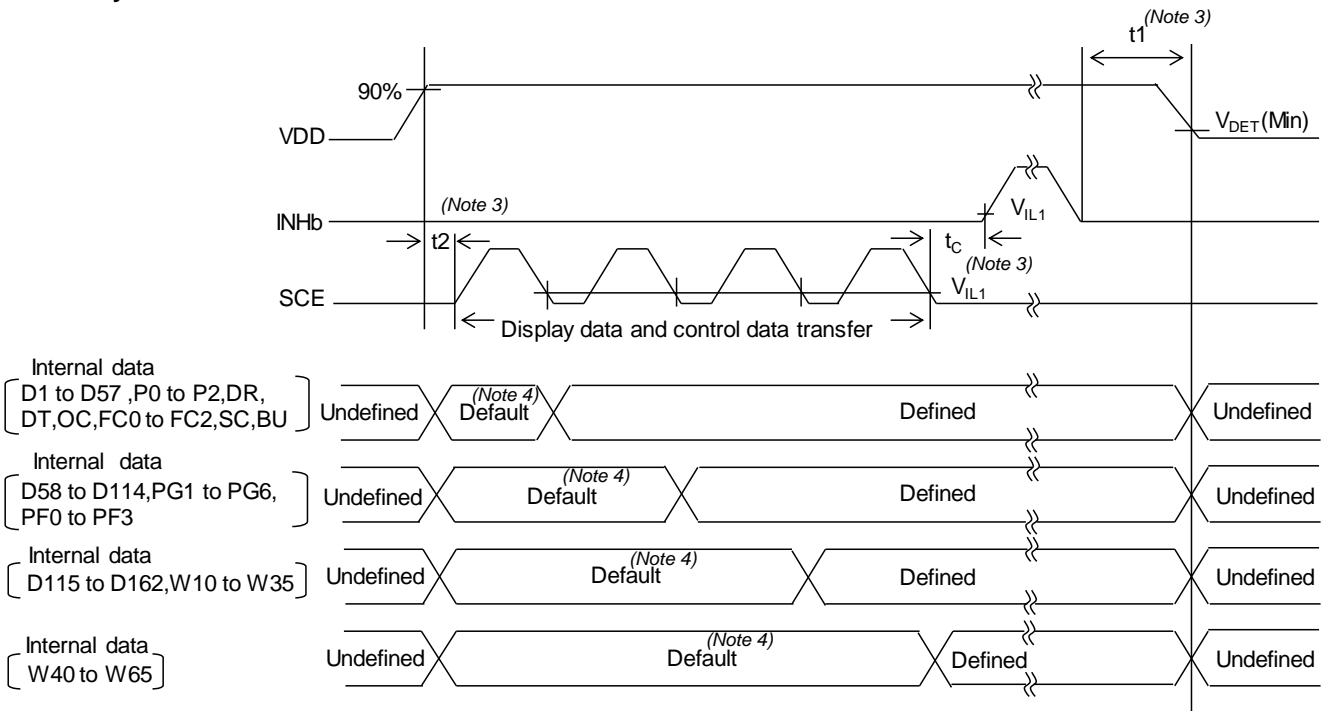 (Note 3)
t1
90%
VDD
VDET(Min)
INHb
(Note 3)
VIL1
t2
tC
(Note 3)
SCE
VIL1
Display data and control data transfer
Internal data
D1 to D57 ,P0 to P2,DR,
DT,OC,FC0 to FC2,SC,BU
Undefined
(Note 4)
Default
Defined
Undefined
Internal data
D58 to D114,PG1 to PG6,
PF0 to PF3
Undefined
(Note 4)
Default
Defined
Undefined
Internal data
D115 to D162,W10 to W35
Undefined
(Note 4)
Default
Defined
Undefined
Internal data
W40 to W65
Undefined
(Note 4)
Default
Defined
Undefined